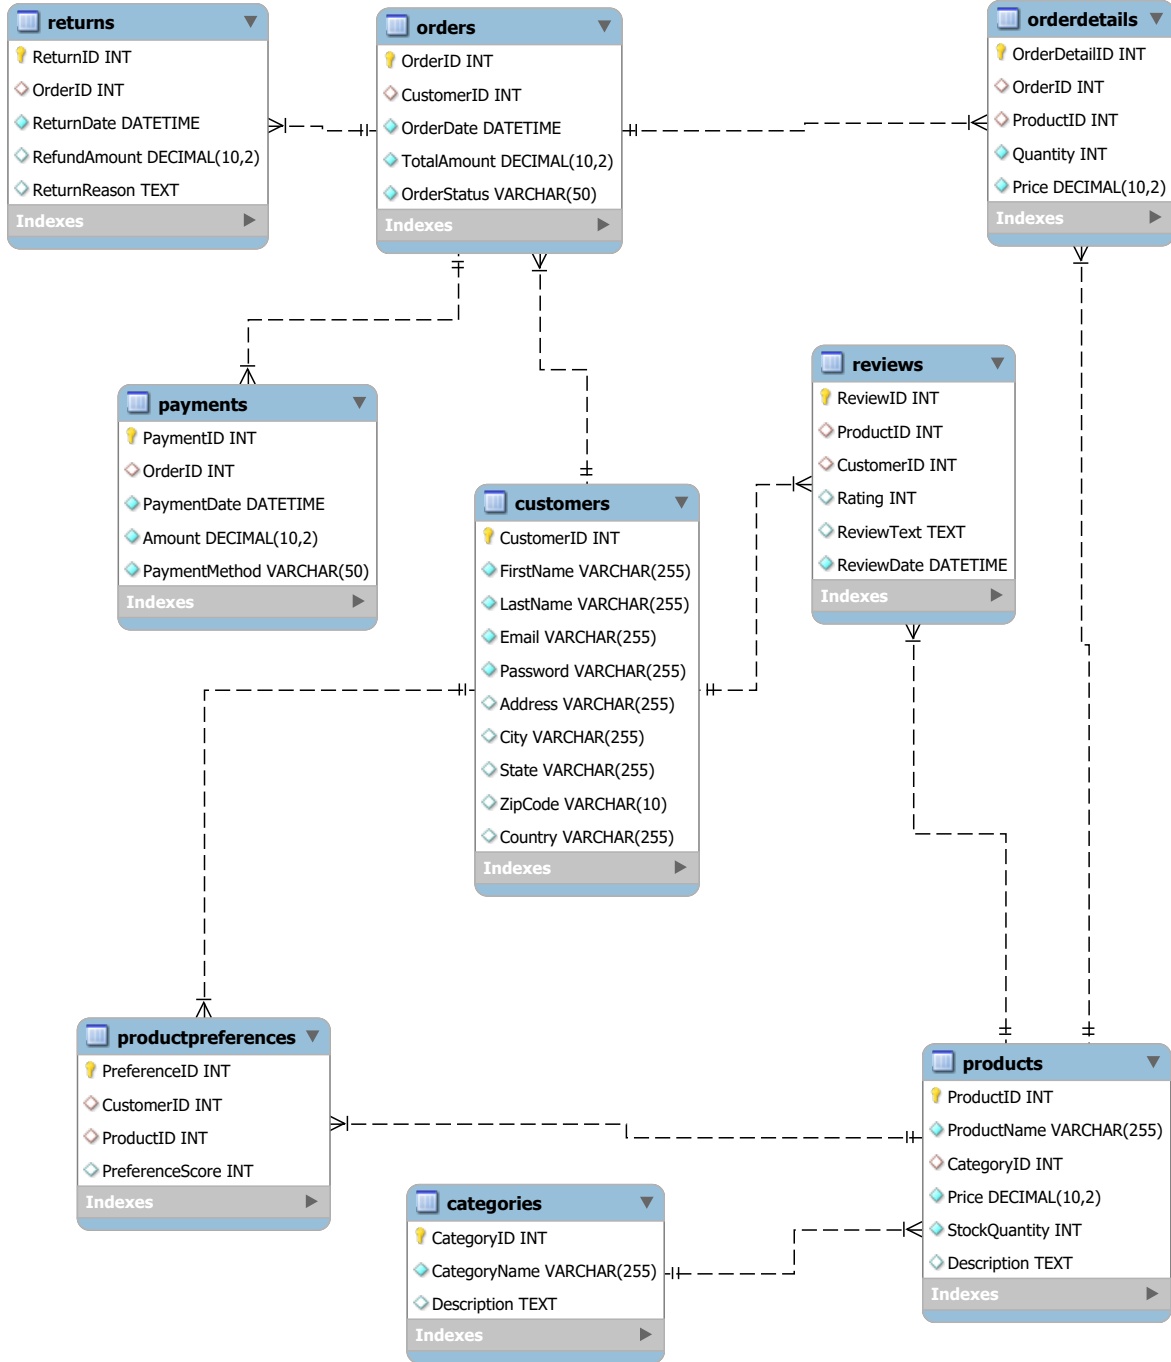 returns
ReturnID INT
OrderID INT
ReturnDate DATETIME
RefundAmount DECIMAL(10,2)
ReturnReason TEXT
Indexes
orders
OrderID INT
CustomerID INT
OrderDate DATETIME
TotalAmount DECIMAL(10,2)
OrderStatus VARCHAR(50)
Indexes
orderdetails
OrderDetailID INT
OrderID INT
ProductID INT
Quantity INT
Price DECIMAL(10,2)
Indexes
payments
PaymentID INT
OrderID INT
PaymentDate DATETIME
Amount DECIMAL(10,2)
PaymentMethod VARCHAR(50)
Indexes
customers
CustomerID INT
FirstName VARCHAR(255)
LastName VARCHAR(255)
Email VARCHAR(255)
Password VARCHAR(255)
Address VARCHAR(255)
City VARCHAR(255)
State VARCHAR(255)
ZipCode VARCHAR(10)
Country VARCHAR(255)
Indexes
reviews
ReviewID INT
ProductID INT
CustomerID INT
Rating INT
ReviewText TEXT
ReviewDate DATETIME
Indexes
productpreferences
PreferenceID INT
CustomerID INT
ProductID INT
PreferenceScore INT
Indexes
categories
CategoryID INT
CategoryName VARCHAR(255)
Description TEXT
Indexes
products
ProductID INT
ProductName VARCHAR(255)
CategoryID INT
Price DECIMAL(10,2)
StockQuantity INT
Description TEXT
Indexes